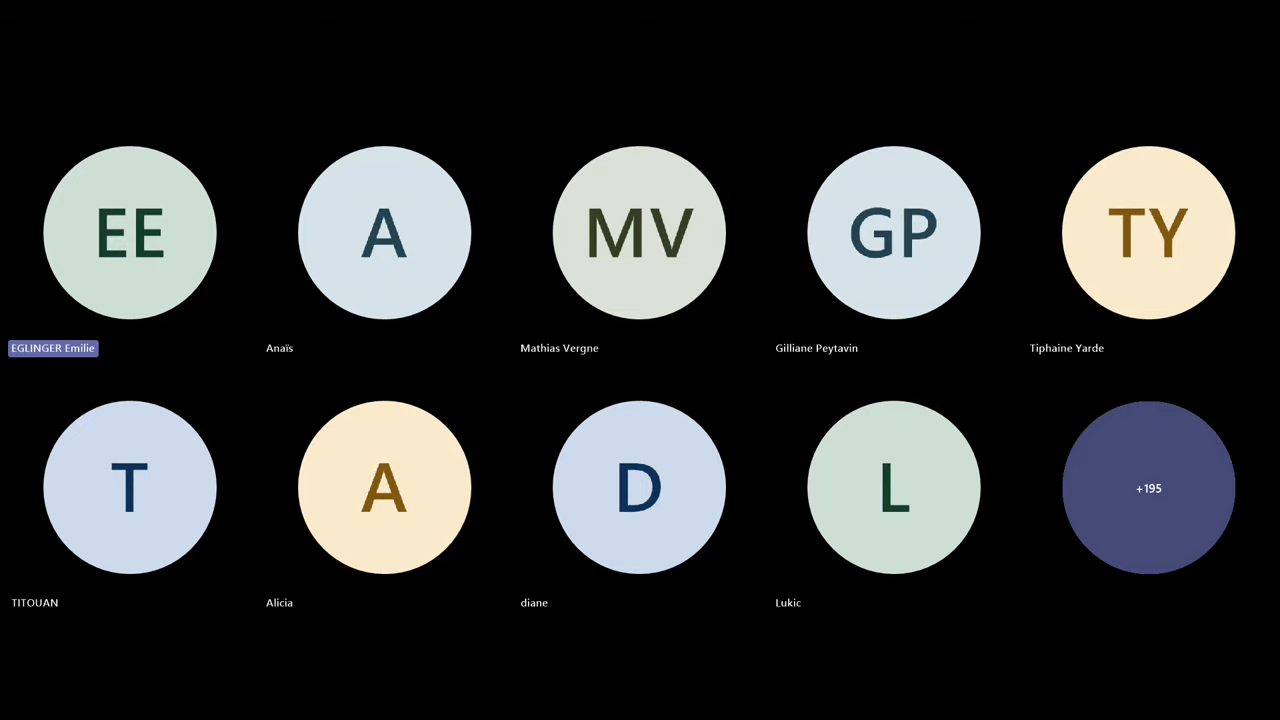 EE
A
MV
GP
TY
EGLINGER Emilie
Anaïs
Mathias Vergne
Gilliane Peytavin
Tiphaine Yarde
T
A
D
L
+195
TITOUAN
Alicia
diane
Lukic